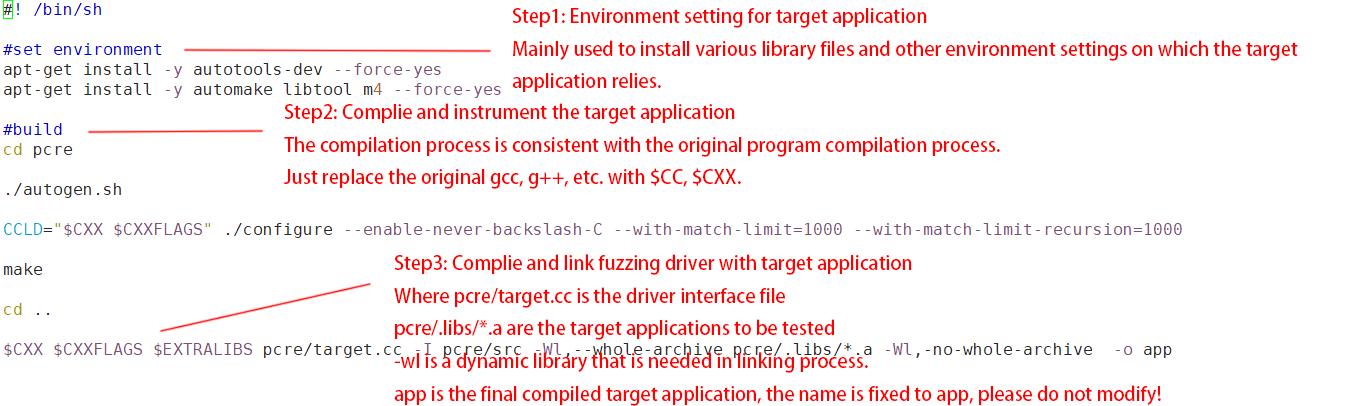 #! /bin/sh
Step1: Environment setting for target application
#set environment
Mainly used to install various library files and other environment settings on which the target
application relies.
apt-get install -y autotools-dev --force-yes
apt-get install -y automake libtool m4 --force-yes
Step2: Complie and instrument the target application
#build
The compilation process is consistent with the original program compilation process.
cd pcre
Just replace the original gcc, g++, etc. with $CC, $CXX.
./autogen.sh
CCLD="$CXX $CXXFLAGS" ./configure --enable-never-backslash-C --with-match-limit=1000 --with-match-limit-recursion=1000
make
Step3: Complie and link fuzzing driver with target application
Where pcre/target.cc is the driver interface file
cd ..
pcre/.libs/*.a are the target applications to be tested
$CXX $CXXFLAGS $EXTRALIBS pcre/target.cc -I pcre/src -Wl,--whole-archive pcre/.libs/*.a -Wl,-no-whole-archive -o app
-wl is a dynamic library that is needed in linking process.
app is the final compiled target application, the name is fixed to app, please do not modify!